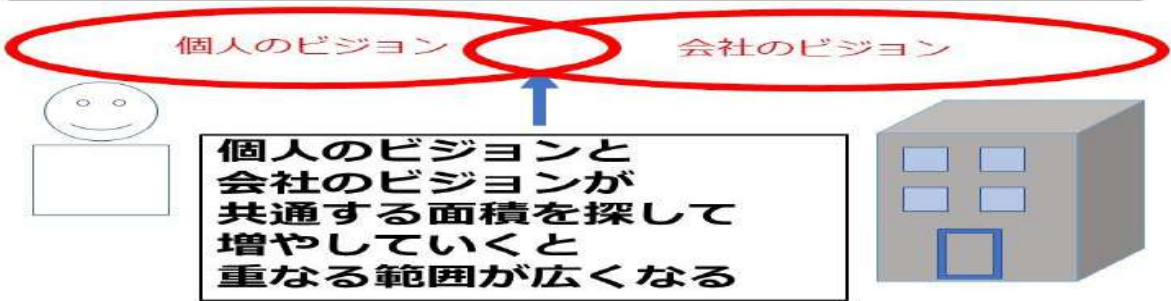 個人のビジョン
会社のビジョン
個人のビジョンと
会社のビジョンが
共通する面積を探して
増やしていくと
重なる範囲が広くなる